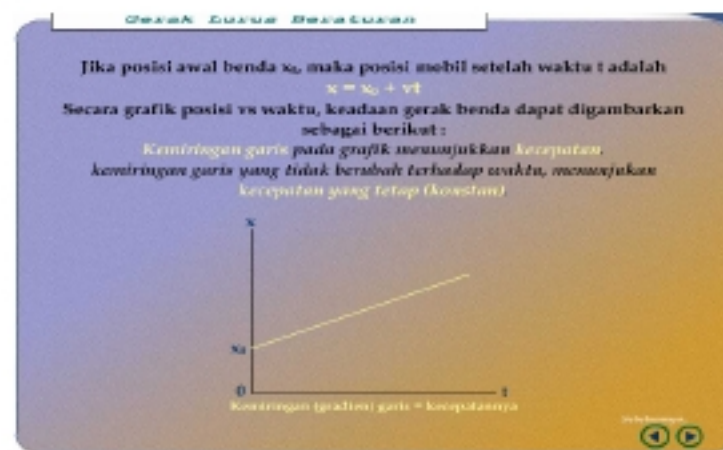 Gerak Lurus Beraturan
Jika posisi awal benda x₀, maka posisi mobil setelah waktu t adalah
x = x₀ + vt
Secara grafik posisi vs waktu, keadaan gerak benda dapat digambarkan
sebagai berikut :
Kemiringan garis pada grafik menunjukkan kecepatan.
kemiringan garis yang tidak berubah terhadap waktu, menunjukan
kecepatan yang tetap (konstan)
x
x₀
0
t
Kemiringan (gradien) garis = kecepatannya